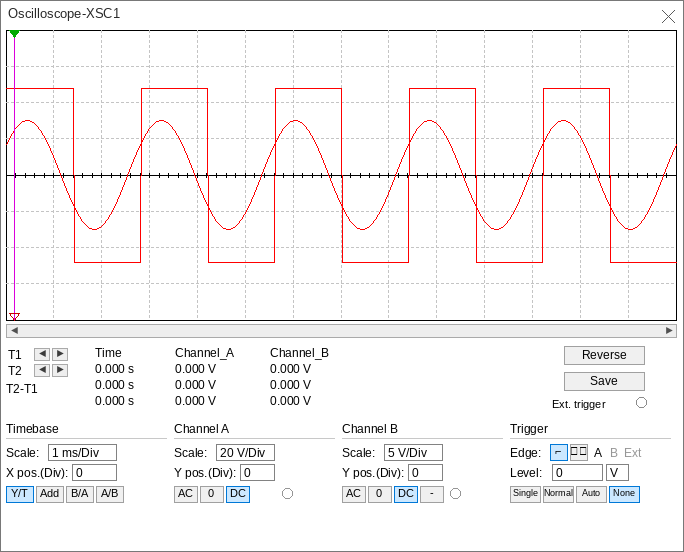 Oscilloscope-XSC1
Time Channel_A Channel_B
T1 0.000 s 0.000 V 0.000 V
T2 0.000 s 0.000 V 0.000 V
T2-T1 0.000 s 0.000 V 0.000 V
Reverse
Save
Ext. trigger
Timebase
Scale: 1 ms/Div
X pos.(Div): 0
Y/T Add B/A A/B
Channel A
Scale: 20 V/Div
Y pos.(Div): 0
AC 0 DC
Channel B
Scale: 5 V/Div
Y pos.(Div): 0
AC 0 DC -
Trigger
Edge: A B Ext
Level: 0 V
Single Normal Auto None